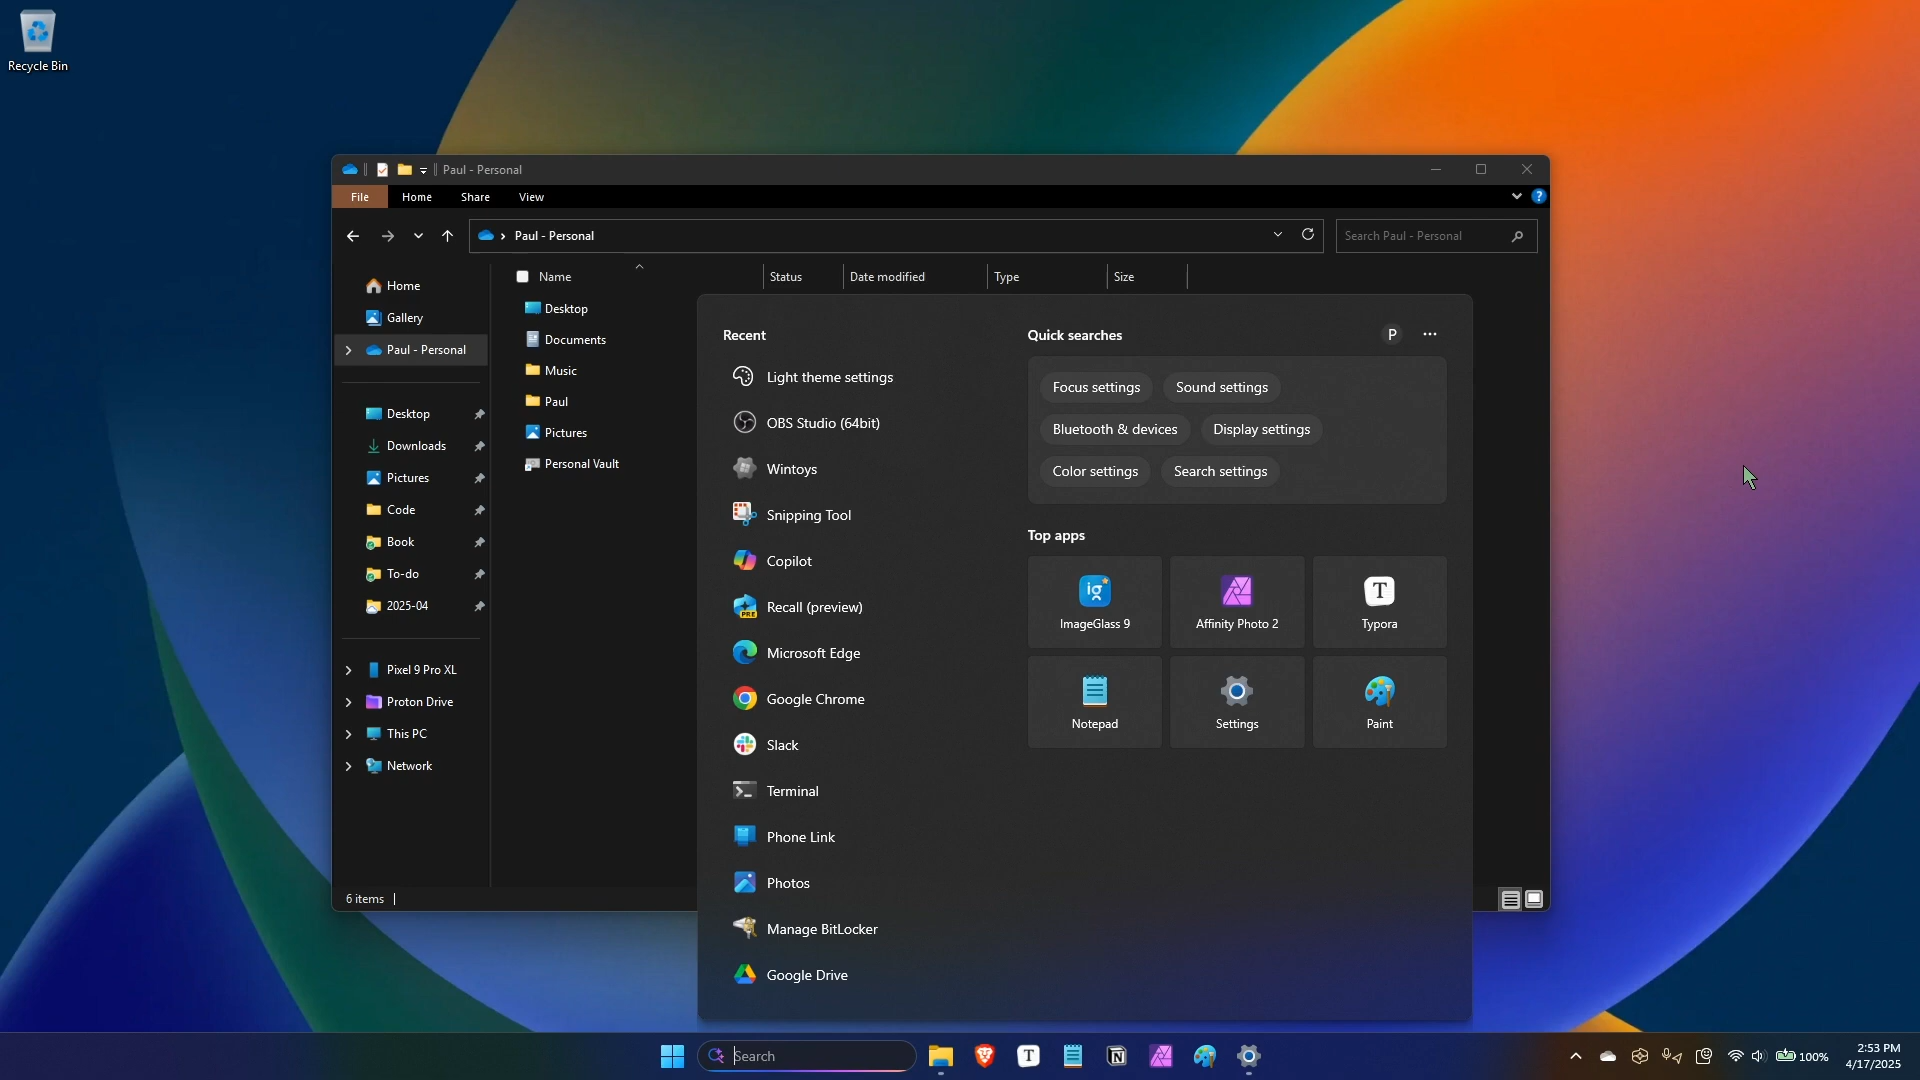 Recycle Bin
Paul - Personal
File Home Share View
Paul - Personal
Search Paul - Personal
Name Status Date modified Type Size
Home
Gallery
Paul - Personal
Desktop
Downloads
Pictures
Code
Book
To-do
2025-04
Pixel 9 Pro XL
Proton Drive
This PC
Network
Desktop
Documents
Music
Paul
Pictures
Personal Vault
6 items
Recent
Light theme settings
OBS Studio (64bit)
Wintoys
Snipping Tool
Copilot
PRE
Recall (preview)
Microsoft Edge
Google Chrome
Slack
Terminal
Phone Link
Photos
Manage BitLocker
Google Drive
Quick searches
P
Focus settings Sound settings
Bluetooth & devices Display settings
Color settings Search settings
Top apps
ig
ImageGlass 9
Affinity Photo 2
T
Typora
Notepad
Settings
Paint
Search
T
N
100%
2:53 PM
4/17/2025